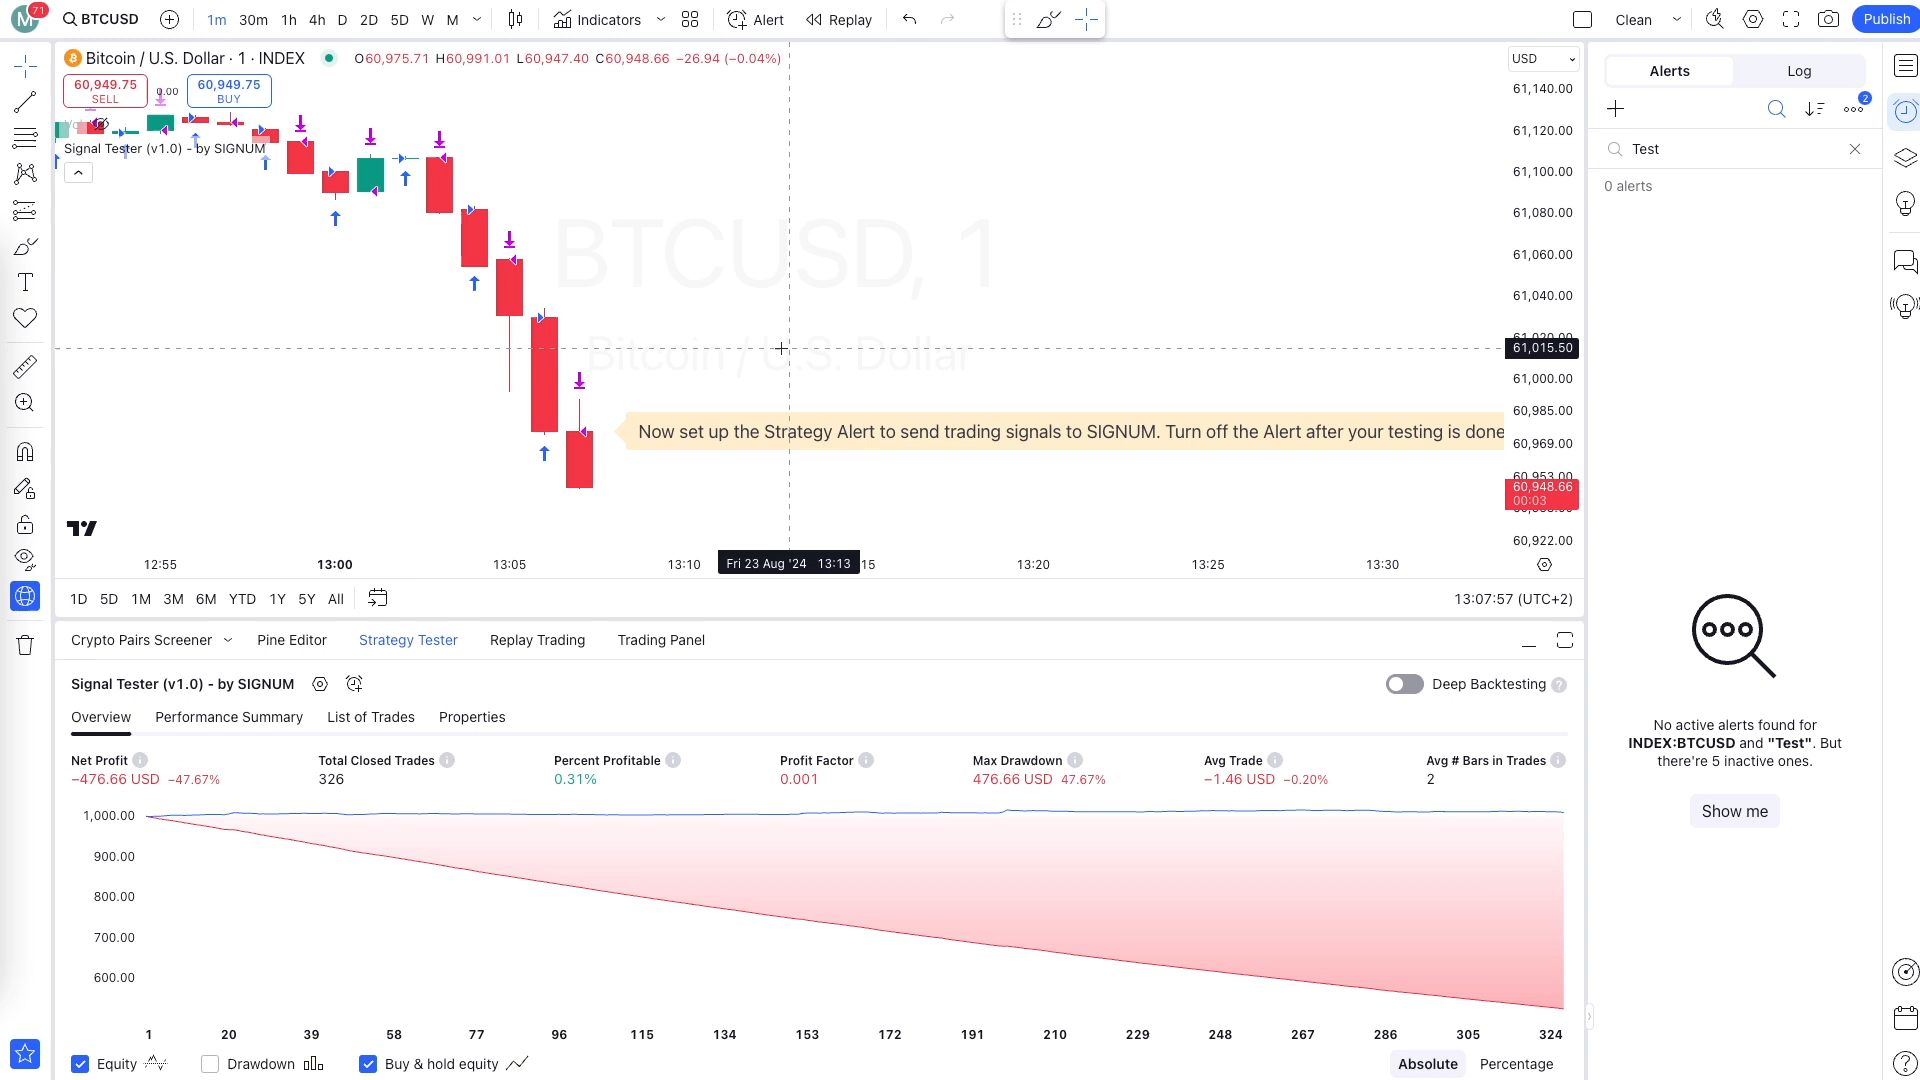 M 71 BTCUSD 1m 30m 1h 4h D 2D 5D W M Indicators Alert Replay Clean Publish
Bitcoin / U.S. Dollar · 1 · INDEX O60,975.71 H60,991.01 L60,947.40 C60,948.66 −26.94 (−0.04%)
60,949.75 SELL
0.00
60,949.75 BUY
Signal Tester (v1.0) - by SIGNUM
BTCUSD, 1
Bitcoin / U.S. Dollar
Now set up the Strategy Alert to send trading signals to SIGNUM. Turn off the Alert after your testing is done
USD
61,140.00
61,120.00
61,100.00
61,080.00
61,060.00
61,040.00
61,015.50
61,000.00
60,985.00
60,969.00
60,953.00
60,948.66
00:03
60,922.00
12:55 13:00 13:05 13:10 Fri 23 Aug '24 13:13 15 13:20 13:25 13:30
1D 5D 1M 3M 6M YTD 1Y 5Y All 13:07:57 (UTC+2)
Crypto Pairs Screener Pine Editor Strategy Tester Replay Trading Trading Panel
Signal Tester (v1.0) - by SIGNUM Deep Backtesting
Overview Performance Summary List of Trades Properties
Net Profit Total Closed Trades Percent Profitable Profit Factor Max Drawdown Avg Trade Avg # Bars in Trades
−476.66 USD −47.67% 326 0.31% 0.001 476.66 USD 47.67% −1.46 USD −0.20% 2
1,000.00
900.00
800.00
700.00
600.00
1 20 39 58 77 96 115 134 153 172 191 210 229 248 267 286 305 324
Equity Drawdown Buy & hold equity Absolute Percentage
Alerts Log
2
Test
0 alerts
No active alerts found for
INDEX:BTCUSD and "Test". But
there're 5 inactive ones.
Show me